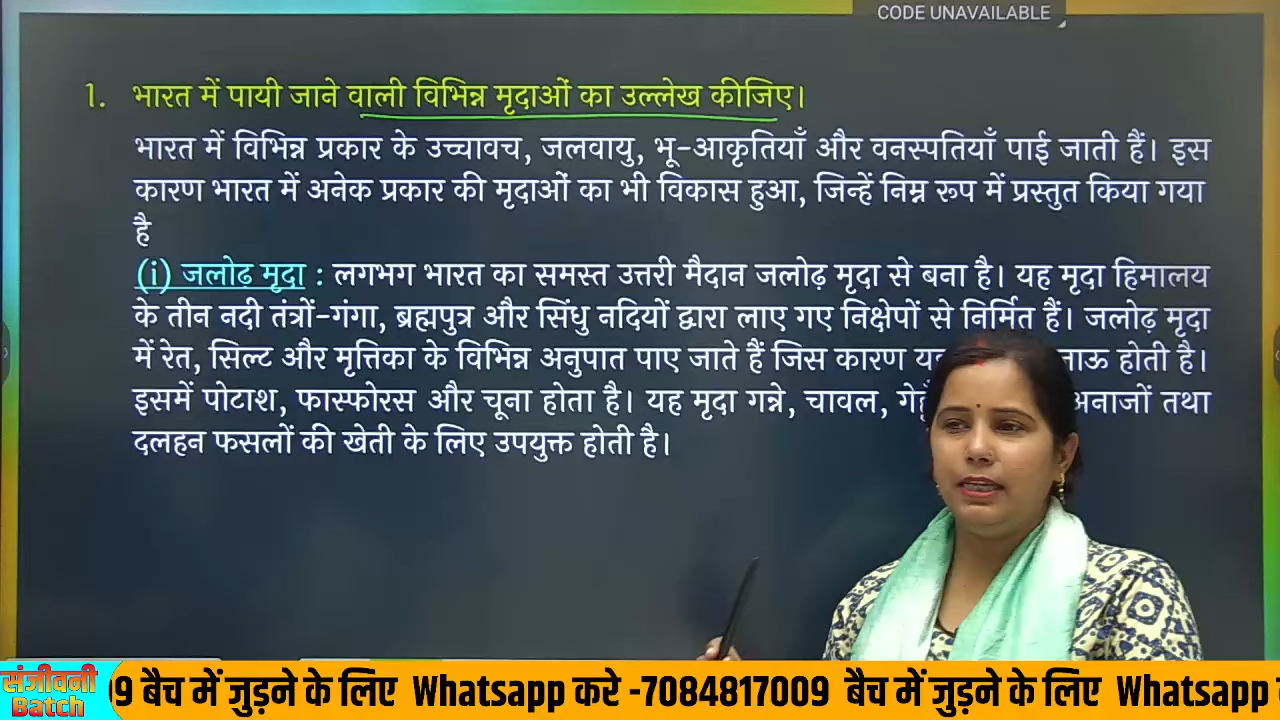 CODE UNAVAILABLE
1. भारत में पायी जाने वाली विभिन्न मृदाओं का उल्लेख कीजिए।
भारत में विभिन्न प्रकार के उच्चावच, जलवायु, भू-आकृतियाँ और वनस्पतियाँ पाई जाती हैं। इस
कारण भारत में अनेक प्रकार की मृदाओं का भी विकास हुआ, जिन्हें निम्न रूप में प्रस्तुत किया गया
है
(i) जलोढ मृदा : लगभग भारत का समस्त उत्तरी मैदान जलोढ़ मृदा से बना है। यह मृदा हिमालय
के तीन नदी तंत्रों-गंगा, ब्रह्मपुत्र और सिंधु नदियों द्वारा लाए गए निक्षेपों से निर्मित हैं। जलोढ़ मृदा
में रेत, सिल्ट और मृत्तिका के विभिन्न अनुपात पाए जाते हैं जिस कारण होती है।
इसमें पोटाश, फास्फोरस और चूना होता है। यह मृदा गन्ने, चावल, अनाजों तथा
दलहन फसलों की खेती के लिए उपयुक्त होती है।
संजीवनी
Batch
9 बैच में जुड़ने के लिए Whatsapp करे -7084817009 बैच में जुड़ने के लिए Whatsapp